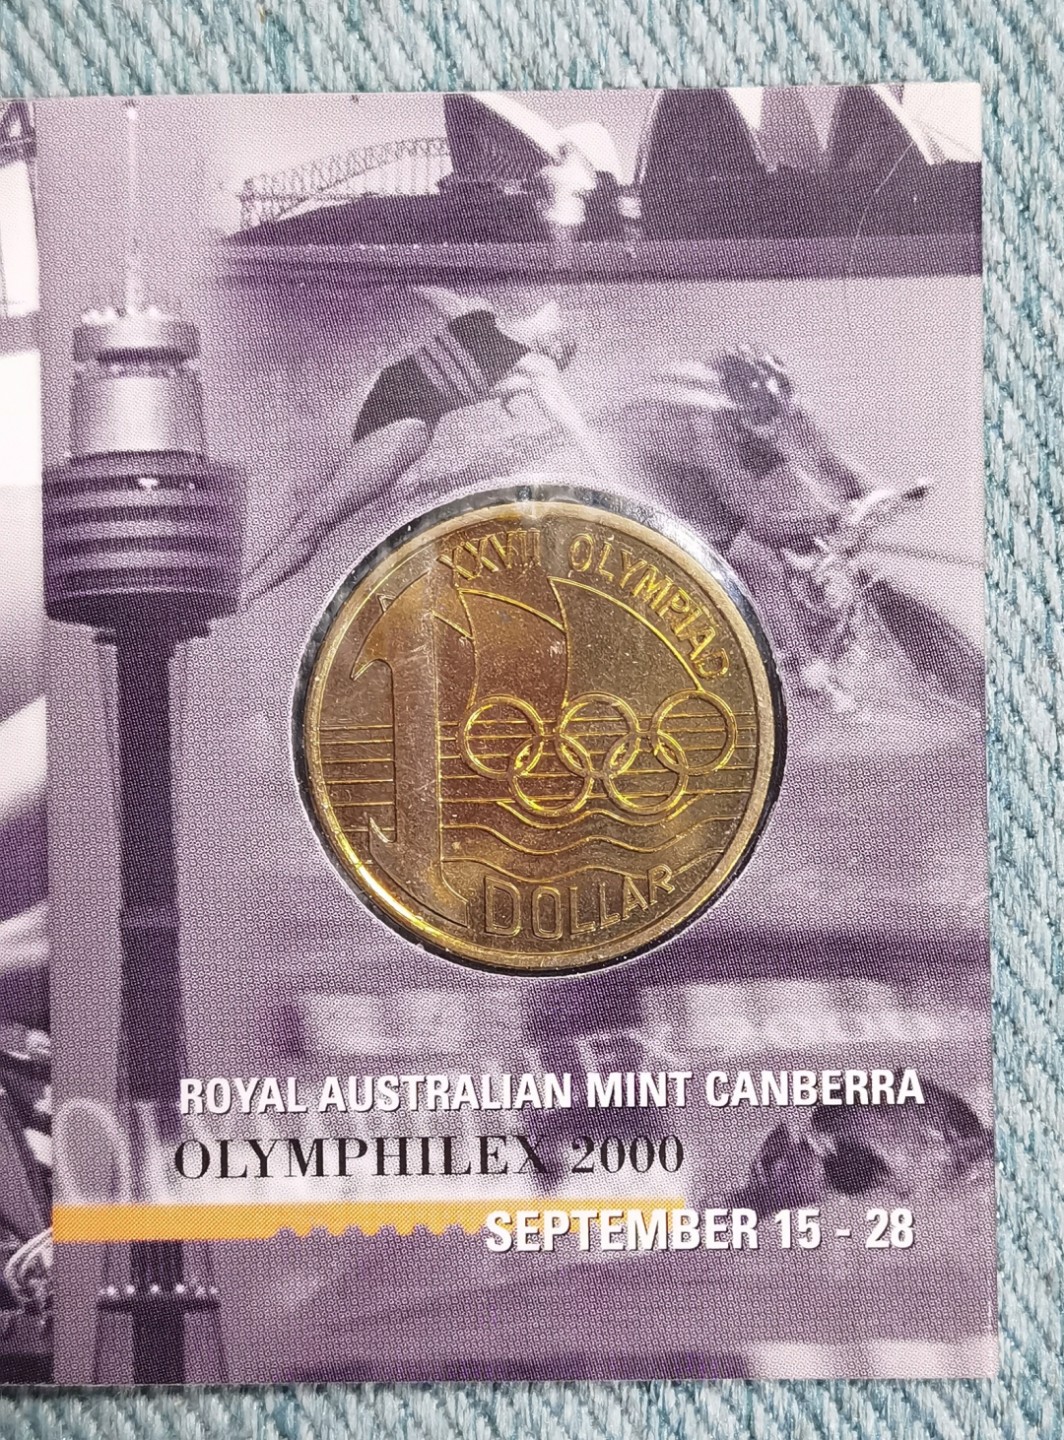 XXVII OLYMPIAD
1
DOLLAR
ROYAL AUSTRALIAN MINT CANBERRA
OLYMPHILEX 2000
SEPTEMBER 15 - 28